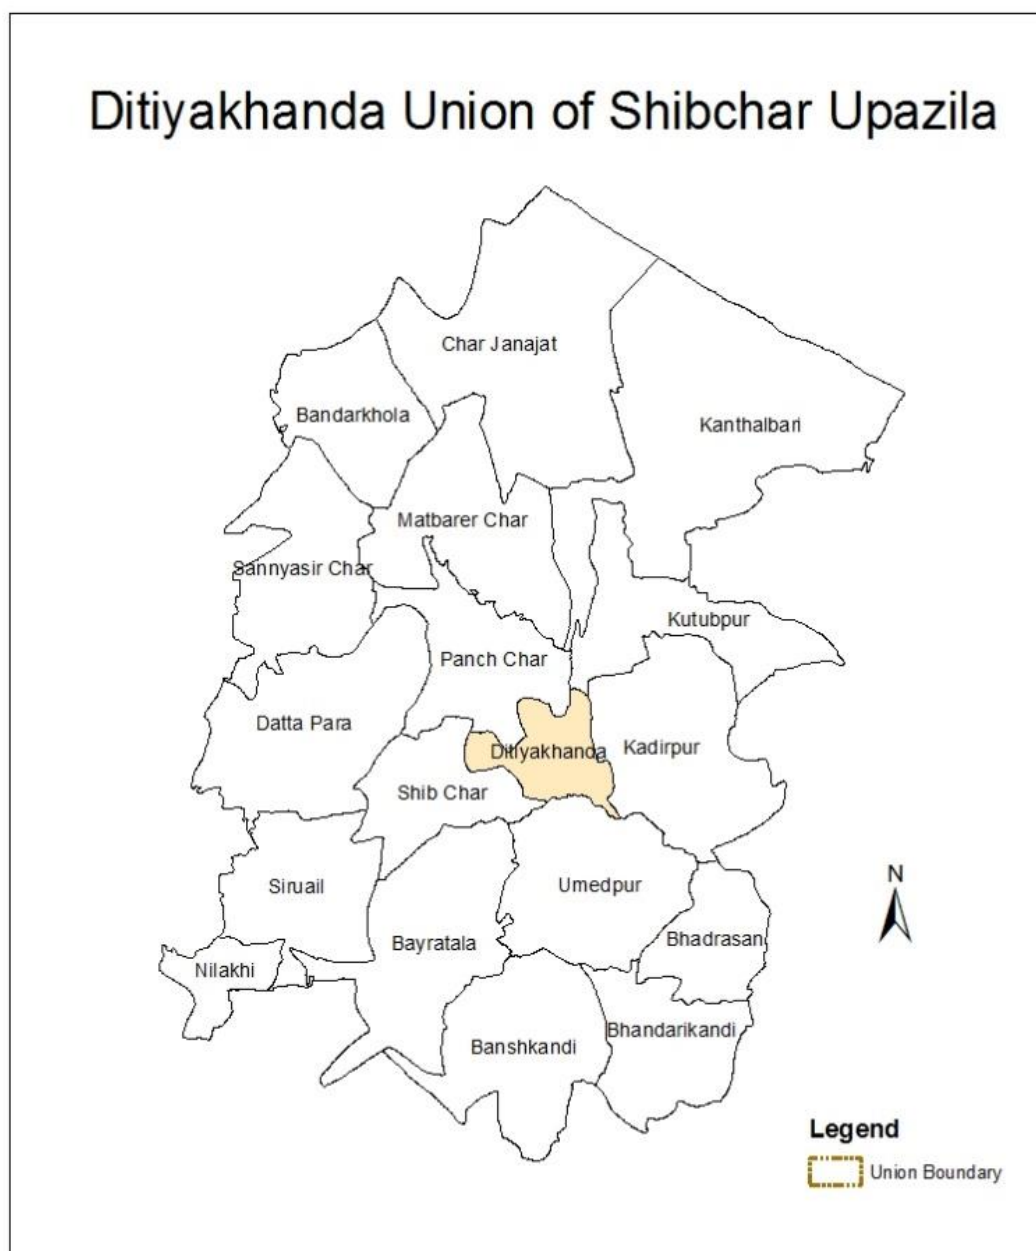 Ditiyakhanda Union of Shibchar Upazila
Char Janajat
Bandarkhola
Kanthalbari
Matbarer Char
Sannyasir Char
Kutubpur
Panch Char
Datta Para
Ditiyakhanda
Kadirpur
Shib Char
Siruail
Umedpur
N
Bayratala
Bhadrasan
Nilakhi
Bhandarikandi
Banshkandi
Legend
Union Boundary